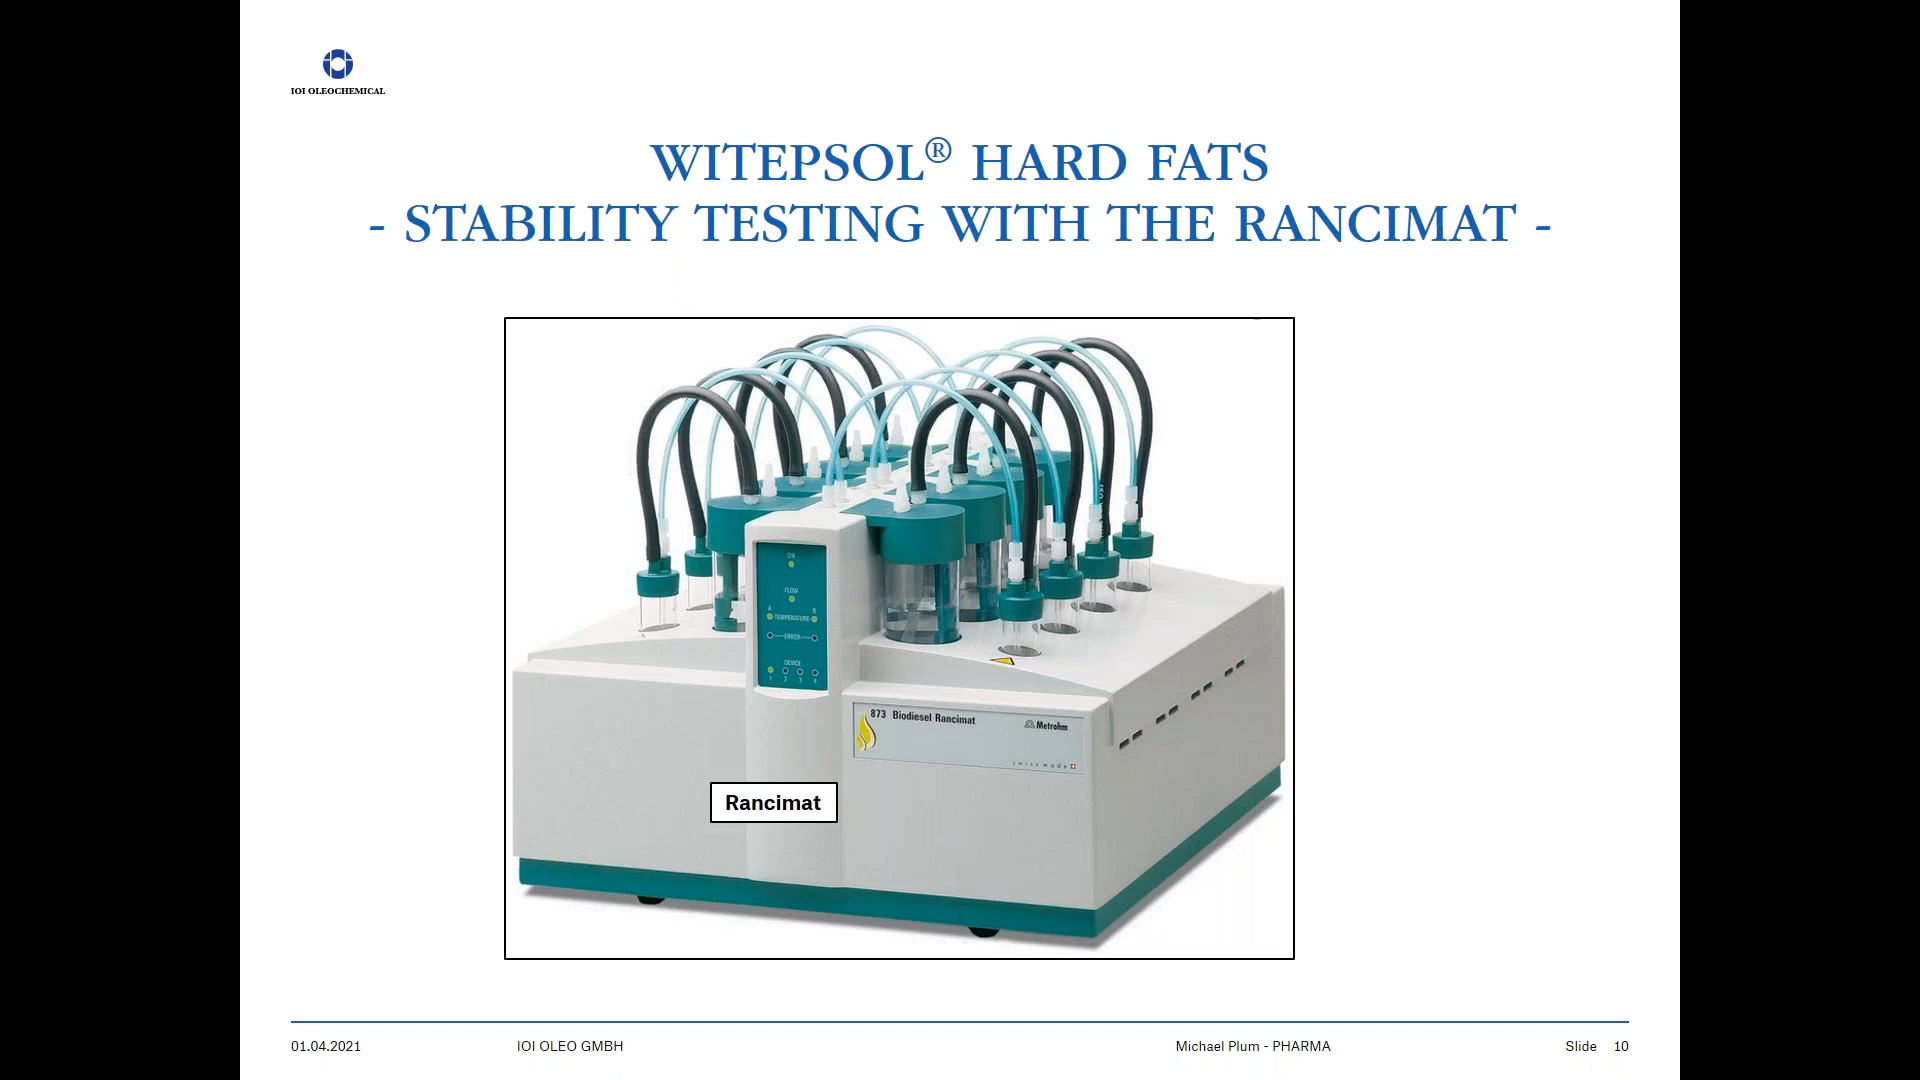 IOI OLEOCHEMICAL
WITEPSOL® HARD FATS
- STABILITY TESTING WITH THE RANCIMAT -
ON
FLOW
A B
TEMPERATURE
ERROR
DEVICE
1 2 3 4
873 Biodiesel Rancimat
Metrohm
swiss made
Rancimat
01.04.2021 IOI OLEO GMBH Michael Plum - PHARMA Slide 10